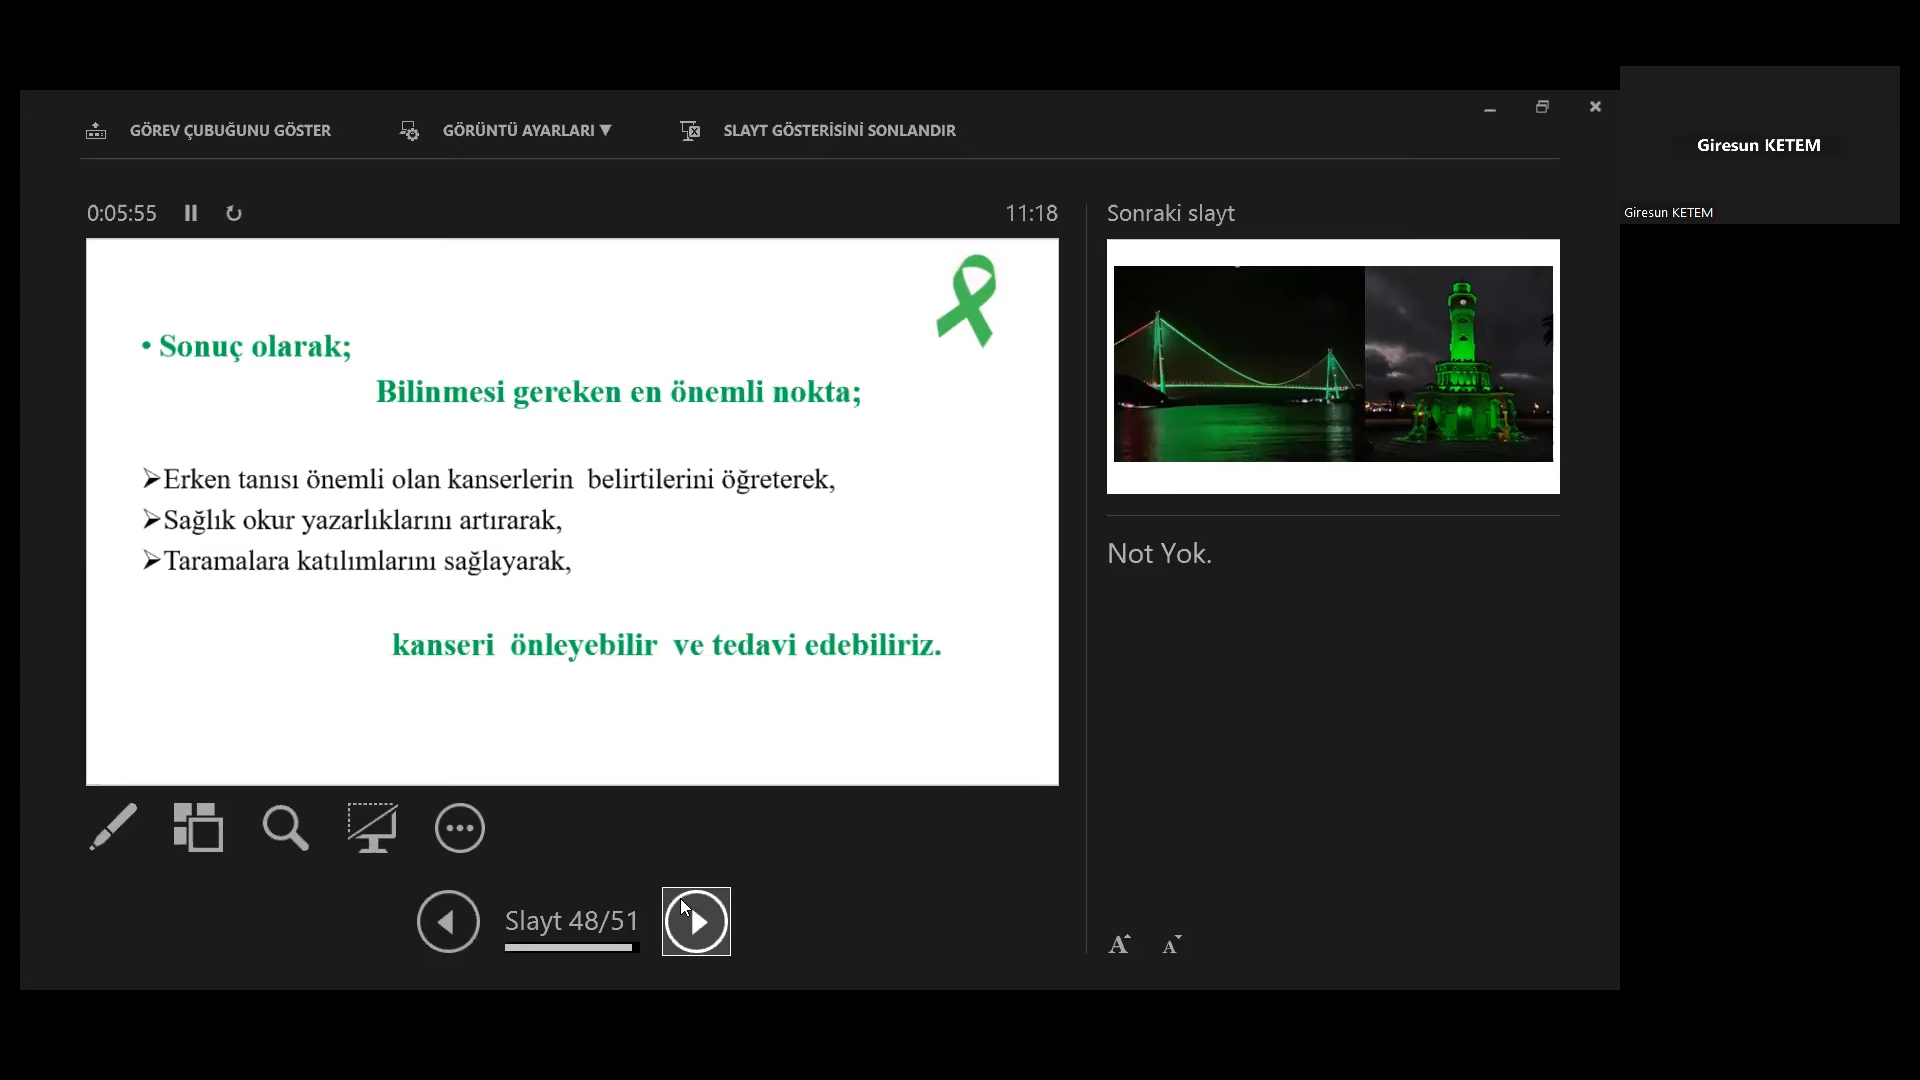 GÖREV ÇUBUĞUNU GÖSTER
GÖRÜNTÜ AYARLARI
SLAYT GÖSTERİSİNİ SONLANDIR
Giresun KETEM
Giresun KETEM
0:05:55
11:18
Sonraki slayt
• Sonuç olarak;
Bilinmesi gereken en önemli nokta;
➢Erken tanısı önemli olan kanserlerin belirtilerini öğreterek,
➢Sağlık okur yazarlıklarını artırarak,
➢Taramalara katılımlarını sağlayarak,
kanseri önleyebilir ve tedavi edebiliriz.
Not Yok.
Slayt 48/51
A A